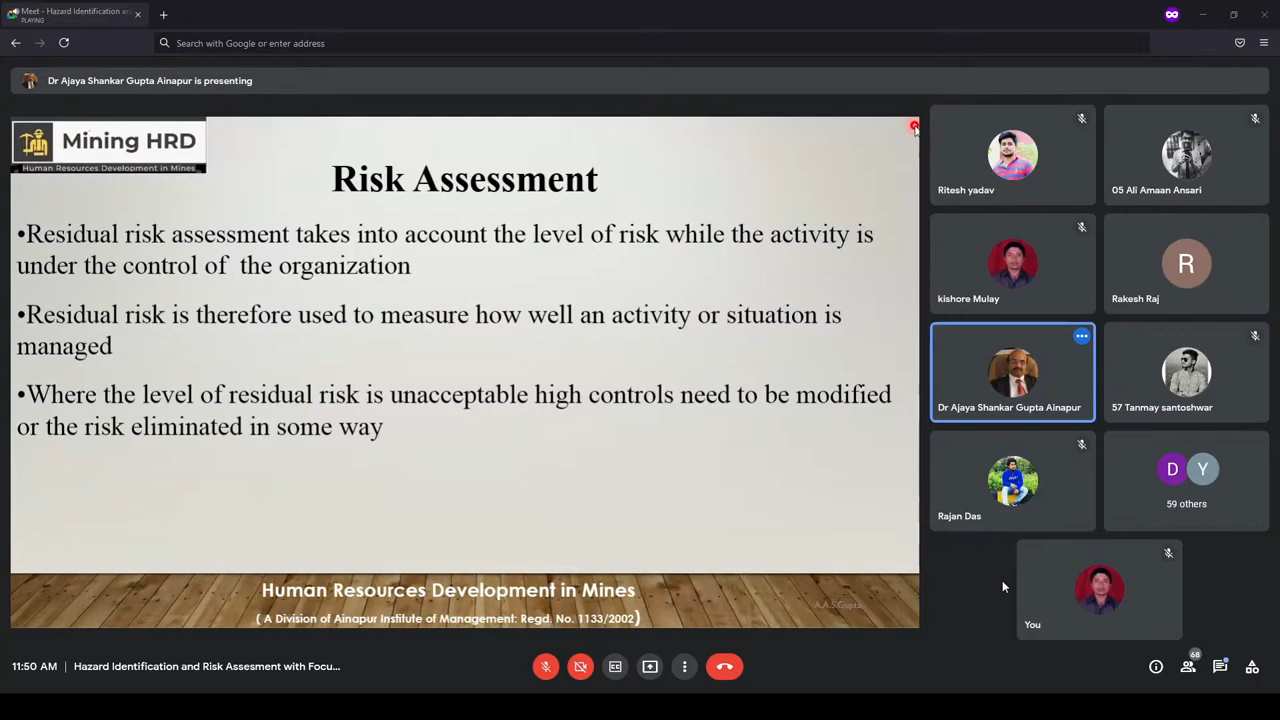 Meet - Hazard Identification an
PLAYING
Search with Google or enter address
Dr Ajaya Shankar Gupta Ainapur is presenting
Mining HRD
Human Resources Development in Mines
Risk Assessment
•Residual risk assessment takes into account the level of risk while the activity is
under the control of the organization
•Residual risk is therefore used to measure how well an activity or situation is
managed
•Where the level of residual risk is unacceptable high controls need to be modified
or the risk eliminated in some way
Human Resources Development in Mines
( A Division of Ainapur Institute of Management: Regd. No. 1133/2002)
A.A.S.Gupta.
Ritesh yadav
05 Ali Amaan Ansari
kishore Mulay
R
Rakesh Raj
Dr Ajaya Shankar Gupta Ainapur
57 Tanmay santoshwar
Rajan Das
D Y
59 others
You
11:50 AM | Hazard Identification and Risk Assesment with Focu...
68